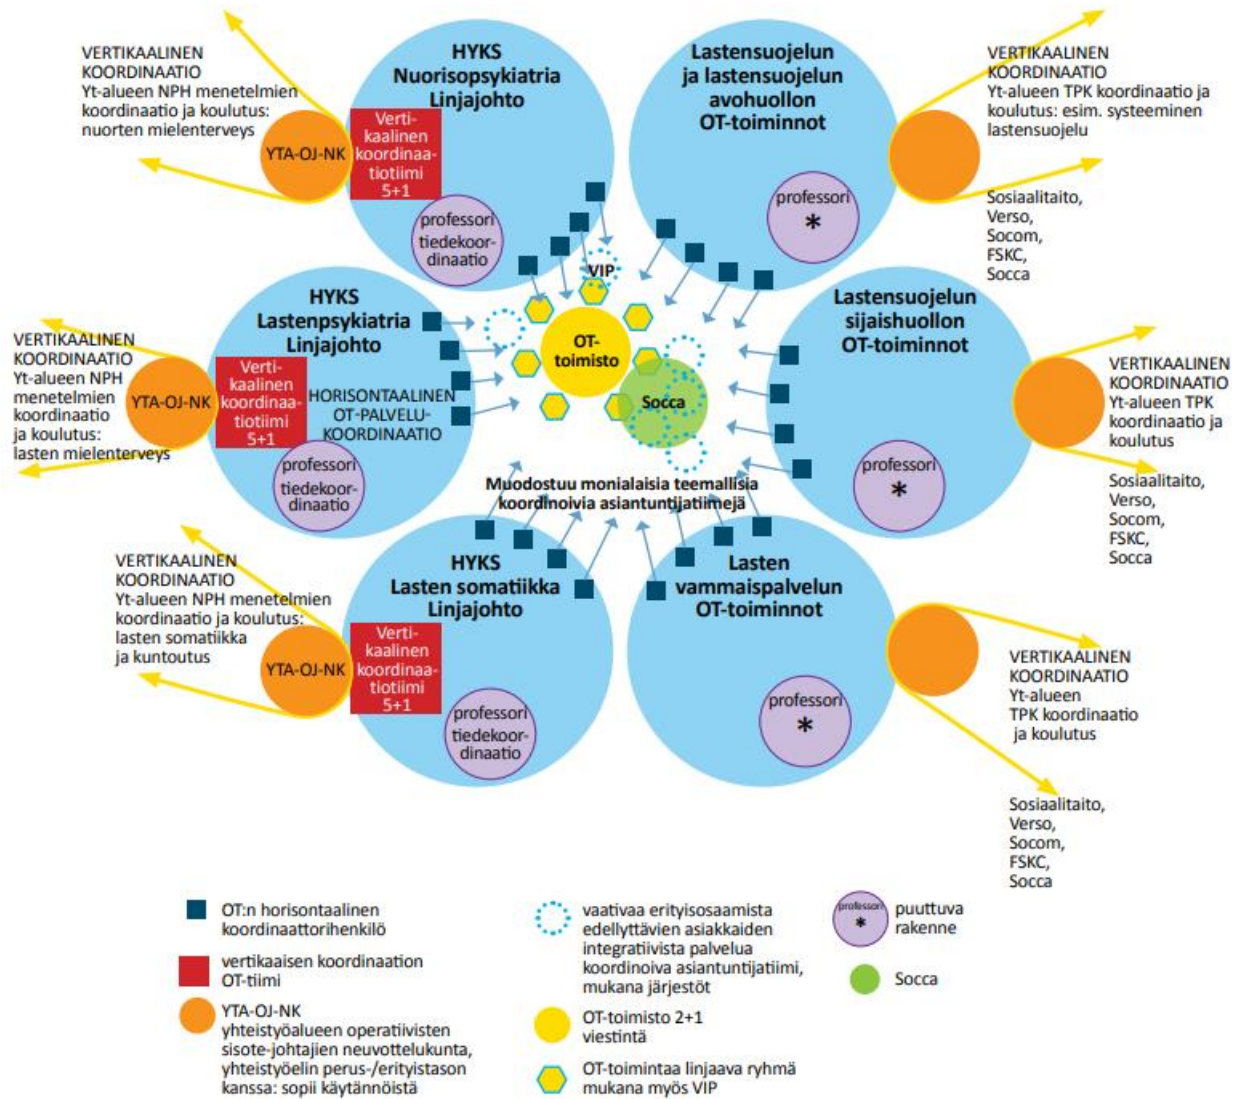 VERTIKAALINEN
KOORDINAATIO
Yt-alueen NPH menetelmien
koordinaatio ja koulutus:
nuorten mielenterveys
YTA-OJ-NK
HYKS
Nuorisopsykiatria
Linjajohto
Verti-
kaalinen
koordinaa-
tiotiimi
5+1
professori
tiedekoor-
dinaatio
Lastensuojelun
ja lastensuojelun
avohuollon
OT-toiminnot
professori
*
VERTIKAALINEN
KOORDINAATIO
Yt-alueen TPK koordinaatio ja
koulutus: esim. systeeminen
lastensuojelu
Sosiaalitaito,
Verso,
Socom,
FSKC,
Socca
VERTIKAALINEN
KOORDINAATIO
Yt-alueen NPH
menetelmien
koordinaatio
ja koulutus:
lasten mielenterveys
YTA-OJ-NK
HYKS
Lastenpsykiatria
Linjajohto
Verti-
kaalinen
koordinaa-
tiotiimi
5+1
HORISONTAALINEN
OT-PALVELU-
KOORDINAATIO
professori
tiedekoor-
dinaatio
VIP
OT-
toimisto
Socca
Muodostuu monialaisia teemallisia
koordinoivia asiantuntijatiimejä
Lastensuojelun
sijaishuollon
OT-toiminnot
professori
*
VERTIKAALINEN
KOORDINAATIO
Yt-alueen TPK
koordinaatio ja
koulutus
Sosiaalitaito,
Verso,
Socom,
FSKC,
Socca
VERTIKAALINEN
KOORDINAATIO
Yt-alueen NPH menetelmien
koordinaatio ja koulutus:
lasten somatiikka
ja kuntoutus
YTA-OJ-NK
HYKS
Lasten somatiikka
Linjajohto
Verti-
kaalinen
koordinaa-
tiotiimi
5+1
professori
tiedekoor-
dinaatio
Lasten
vammaispalvelun
OT-toiminnot
professori
*
VERTIKAALINEN
KOORDINAATIO
Yt-alueen
TPK koordinaatio
ja koulutus
Sosiaalitaito,
Verso,
Socom,
FSKC,
Socca
OT:n horisontaalinen
koordinaattorihenkilö
vertikaaisen koordinaation
OT-tiimi
YTA-OJ-NK
yhteistyöalueen operatiivisten
sisote-johtajien neuvottelukunta,
yhteistyöelin perus-/erityistason
kanssa: sopii käytännöistä
vaativaa erityisosaamista
edellyttävien asiakkaiden
integratiivista palvelua
koordinoiva asiantuntijatiimi,
mukana järjestöt
OT-toimisto 2+1
viestintä
OT-toimintaa linjaava ryhmä
mukana myös VIP
professori
*
puuttuva
rakenne
Socca